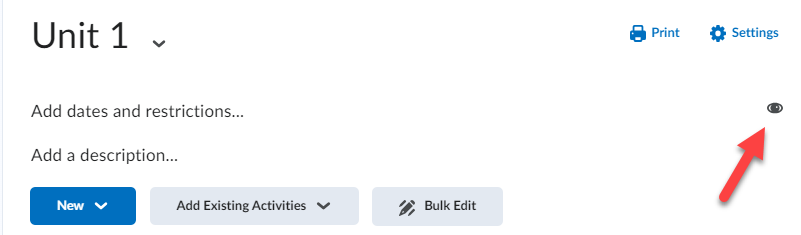 Unit 1
Print
Settings
Add dates and restrictions...
Add a description...
New
Add Existing Activities
Bulk Edit